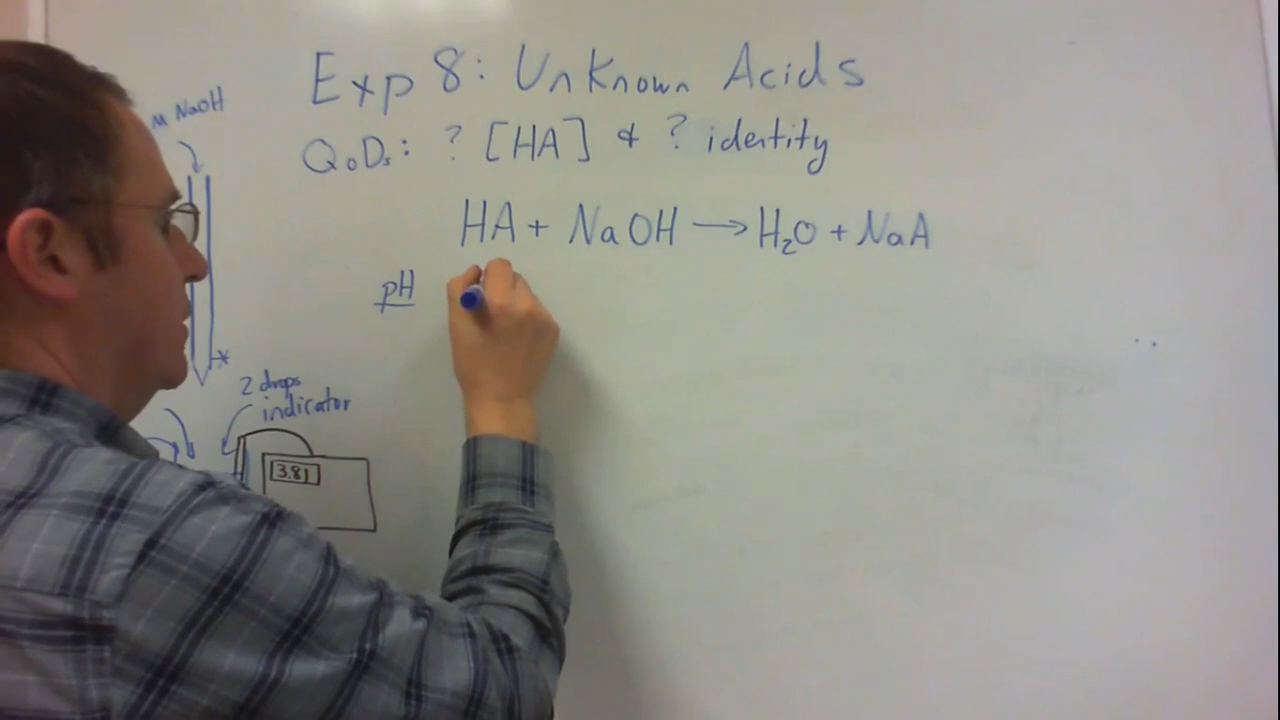 Exp 8: Unknown Acids
M NaOH
QoDs: ? [HA] & ? identity
HA + NaOH → H₂O + NaA
pH
2 drops
indicator
3.81